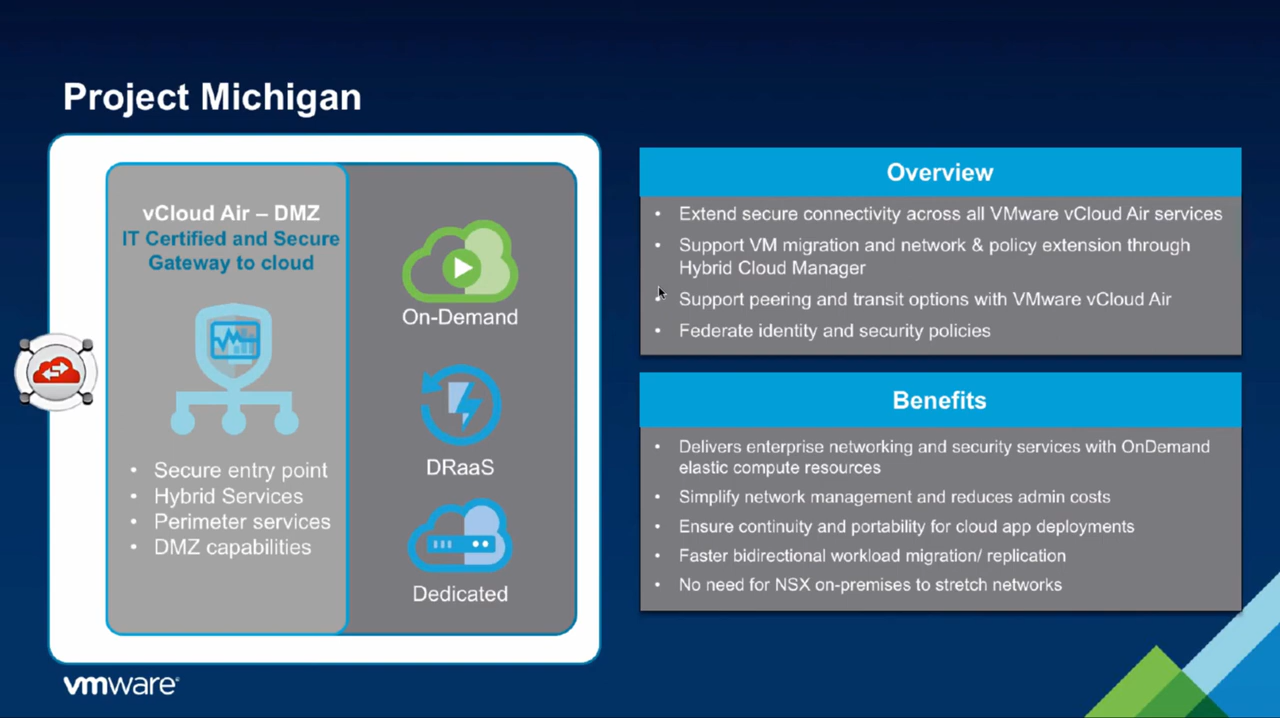 Project Michigan
vCloud Air – DMZ
IT Certified and Secure
Gateway to cloud
• Secure entry point
• Hybrid Services
• Perimeter services
• DMZ capabilities
On-Demand
DRaaS
Dedicated
Overview
• Extend secure connectivity across all VMware vCloud Air services
• Support VM migration and network & policy extension through
Hybrid Cloud Manager
• Support peering and transit options with VMware vCloud Air
• Federate identity and security policies
Benefits
• Delivers enterprise networking and security services with OnDemand
elastic compute resources
• Simplify network management and reduces admin costs
• Ensure continuity and portability for cloud app deployments
• Faster bidirectional workload migration/ replication
• No need for NSX on-premises to stretch networks
vmware